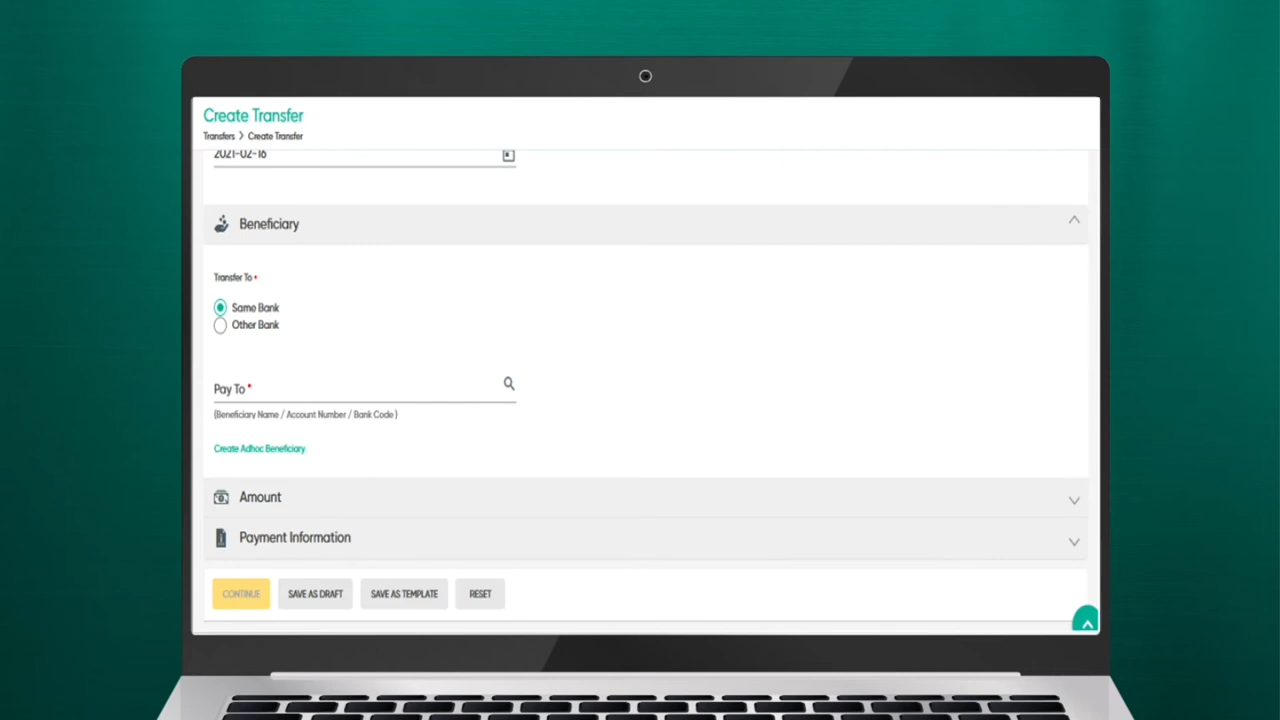 Create Transfer
Transfers > Create Transfer
2021-02-16
Beneficiary
Transfer To •
Same Bank
Other Bank
Pay To •
(Beneficiary Name / Account Number / Bank Code )
Create Adhoc Beneficiary
Amount
Payment Information
CONTINUE SAVE AS DRAFT SAVE AS TEMPLATE RESET